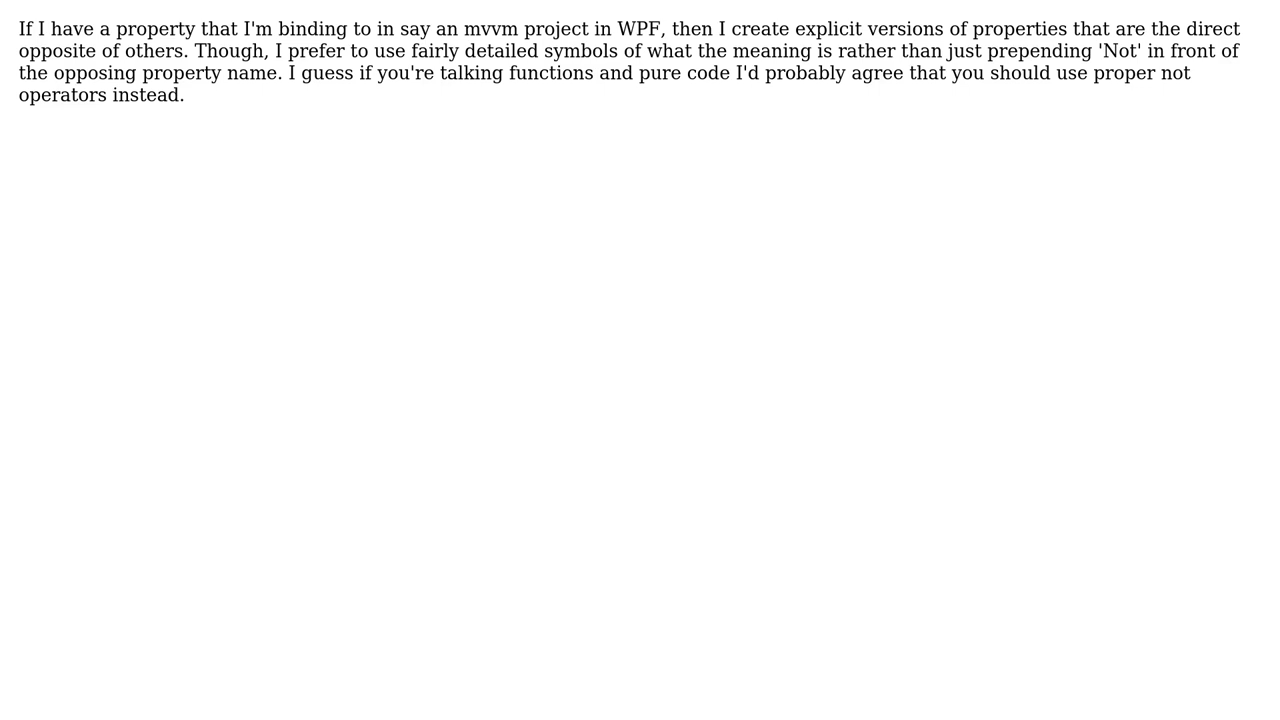 If I have a property that I'm binding to in say an mvvm project in WPF, then I create explicit versions of properties that are the direct
opposite of others. Though, I prefer to use fairly detailed symbols of what the meaning is rather than just prepending 'Not' in front of
the opposing property name. I guess if you're talking functions and pure code I'd probably agree that you should use proper not
operators instead.